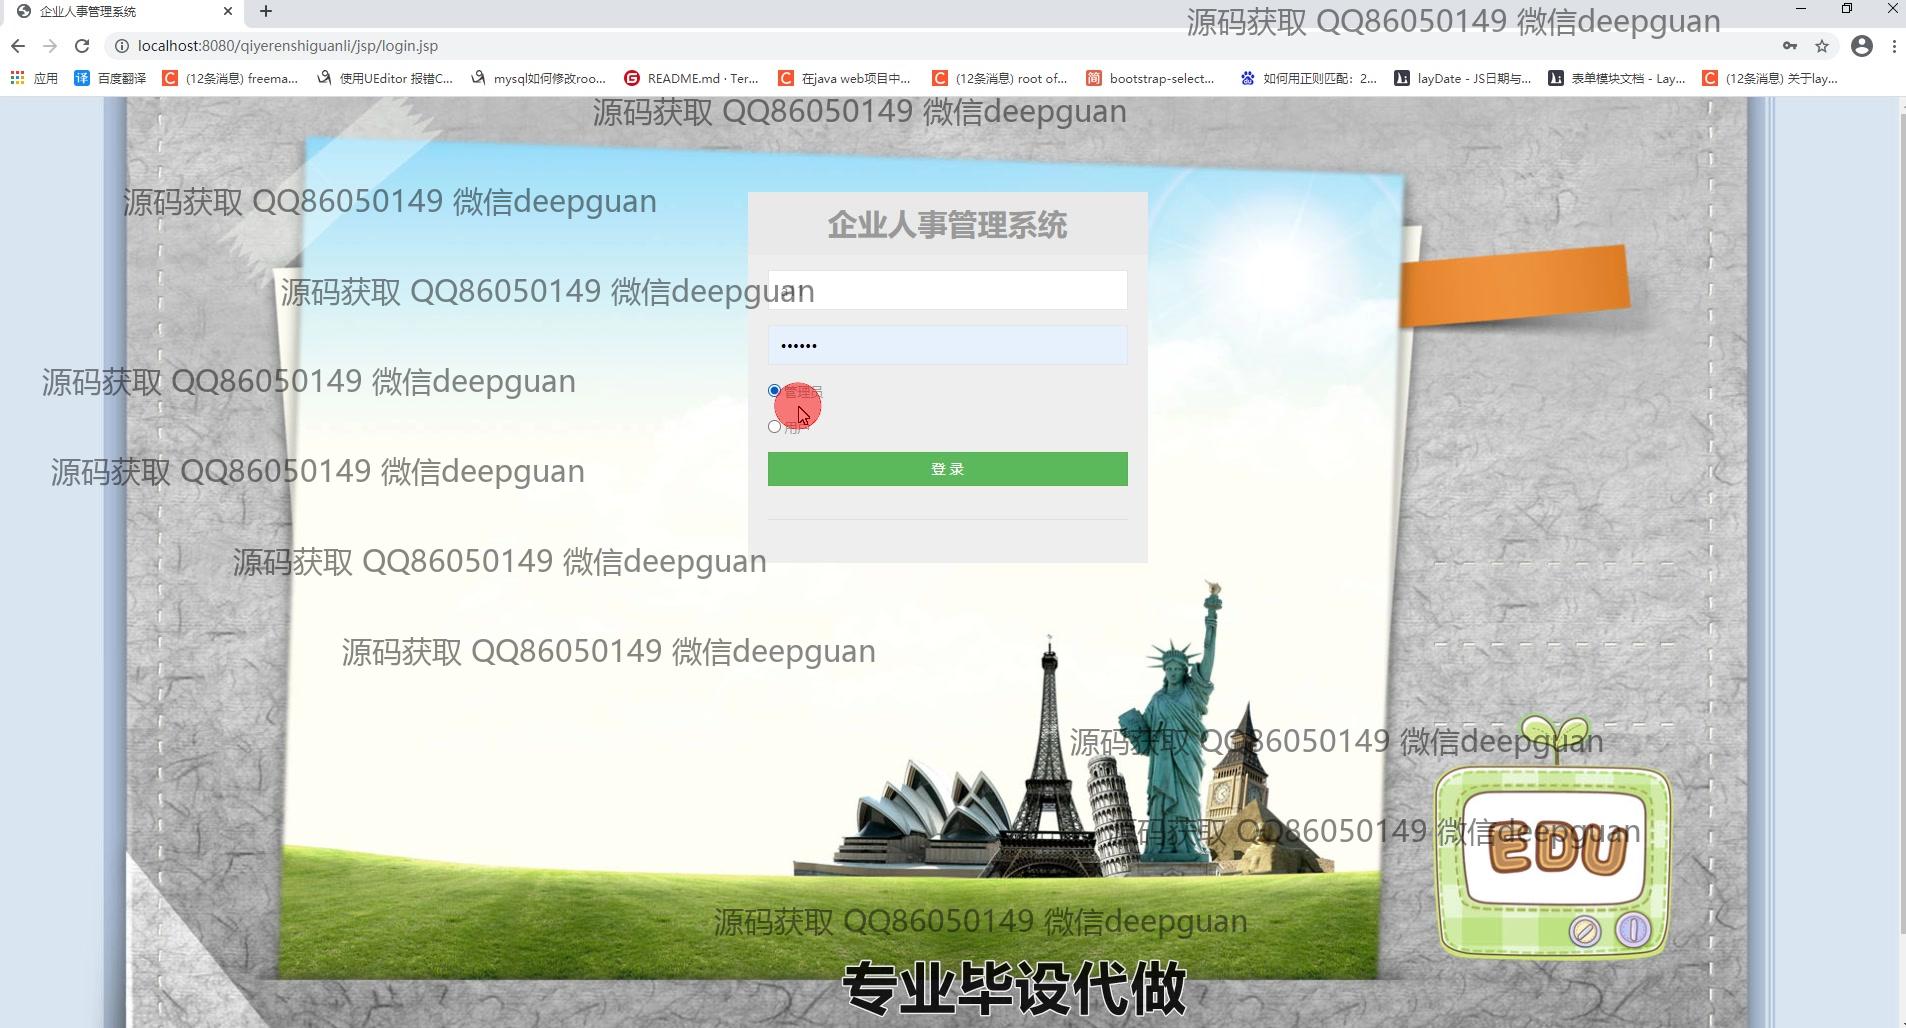 企业人事管理系统
源码获取 QQ86050149 微信deepguan
localhost:8080/qiyerenshiguanli/jsp/login.jsp
应用
译 百度翻译
C (12条消息) freema...
使用UEditor 报错C...
mysql如何修改roo...
G README.md · Ter...
C 在java web项目中...
C (12条消息) root of...
简 bootstrap-select...
如何用正则匹配：2...
layDate - JS日期与...
表单模块文档 - Lay...
C (12条消息) 关于lay...
源码获取 QQ86050149 微信deepguan
源码获取 QQ86050149 微信deepguan
企业人事管理系统
源码获取 QQ86050149 微信deepguan
源码获取 QQ86050149 微信deepguan
管理员
用户
登 录
源码获取 QQ86050149 微信deepguan
源码获取 QQ86050149 微信deepguan
源码获取 QQ86050149 微信deepguan
源码获取 QQ86050149 微信deepguan
源码获取 QQ86050149 微信deepguan
EDU
源码获取 QQ86050149 微信deepguan
专业毕设代做